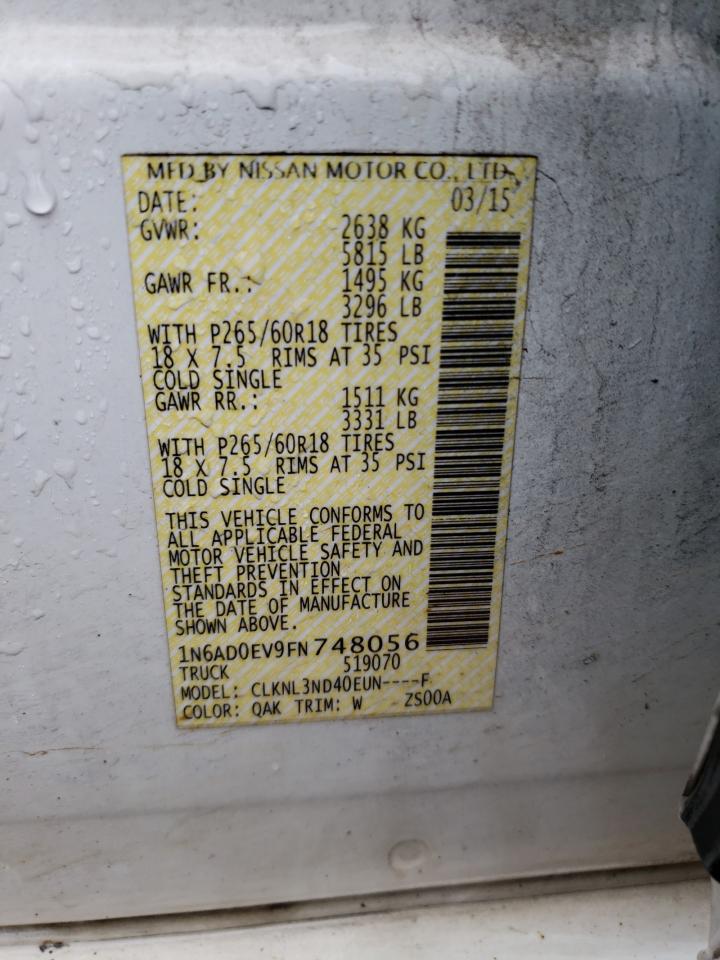 MFD BY NISSAN MOTOR CO., LTD.
DATE: 03/15
GVWR: 2638 KG
5815 LB
GAWR FR.: 1495 KG
3296 LB
WITH P265/60R18 TIRES
18 X 7.5 RIMS AT 35 PSI
COLD SINGLE
GAWR RR.: 1511 KG
3331 LB
WITH P265/60R18 TIRES
18 X 7.5 RIMS AT 35 PSI
COLD SINGLE
THIS VEHICLE CONFORMS TO
ALL APPLICABLE FEDERAL
MOTOR VEHICLE SAFETY AND
THEFT PREVENTION
STANDARDS IN EFFECT ON
THE DATE OF MANUFACTURE
SHOWN ABOVE.
1N6AD0EV9FN748056
TRUCK 519070
MODEL: CLKNL3ND40EUN----F
COLOR: QAK TRIM: W ZS00A